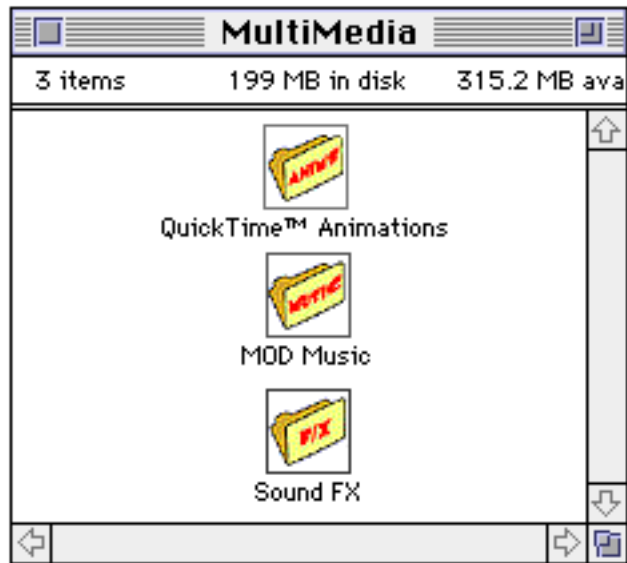 MultiMedia
3 items 199 MB in disk 315.2 MB ava
QuickTime™ Animations
MOD Music
F/X
Sound FX